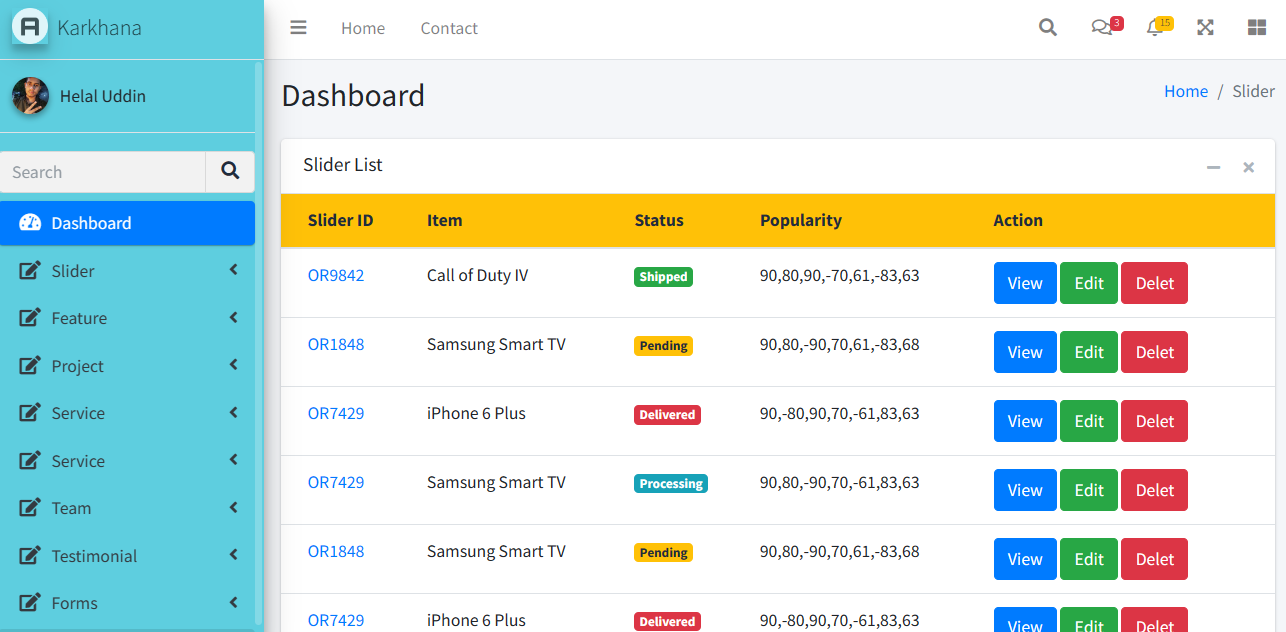 Karkhana
Home Contact 3 15
Helal Uddin
Dashboard
Home / Slider
Search
Slider List
Dashboard
Slider
Feature
Project
Service
Service
Team
Testimonial
Forms
Slider ID Item Status Popularity Action
OR9842 Call of Duty IV Shipped 90,80,90,-70,61,-83,63 View Edit Delet
OR1848 Samsung Smart TV Pending 90,80,-90,70,61,-83,68 View Edit Delet
OR7429 iPhone 6 Plus Delivered 90,-80,90,70,-61,83,63 View Edit Delet
OR7429 Samsung Smart TV Processing 90,80,-90,70,-61,83,63 View Edit Delet
OR1848 Samsung Smart TV Pending 90,80,-90,70,61,-83,68 View Edit Delet
OR7429 iPhone 6 Plus Delivered 90,-80,90,70,-61,83,63 View Edit Delet